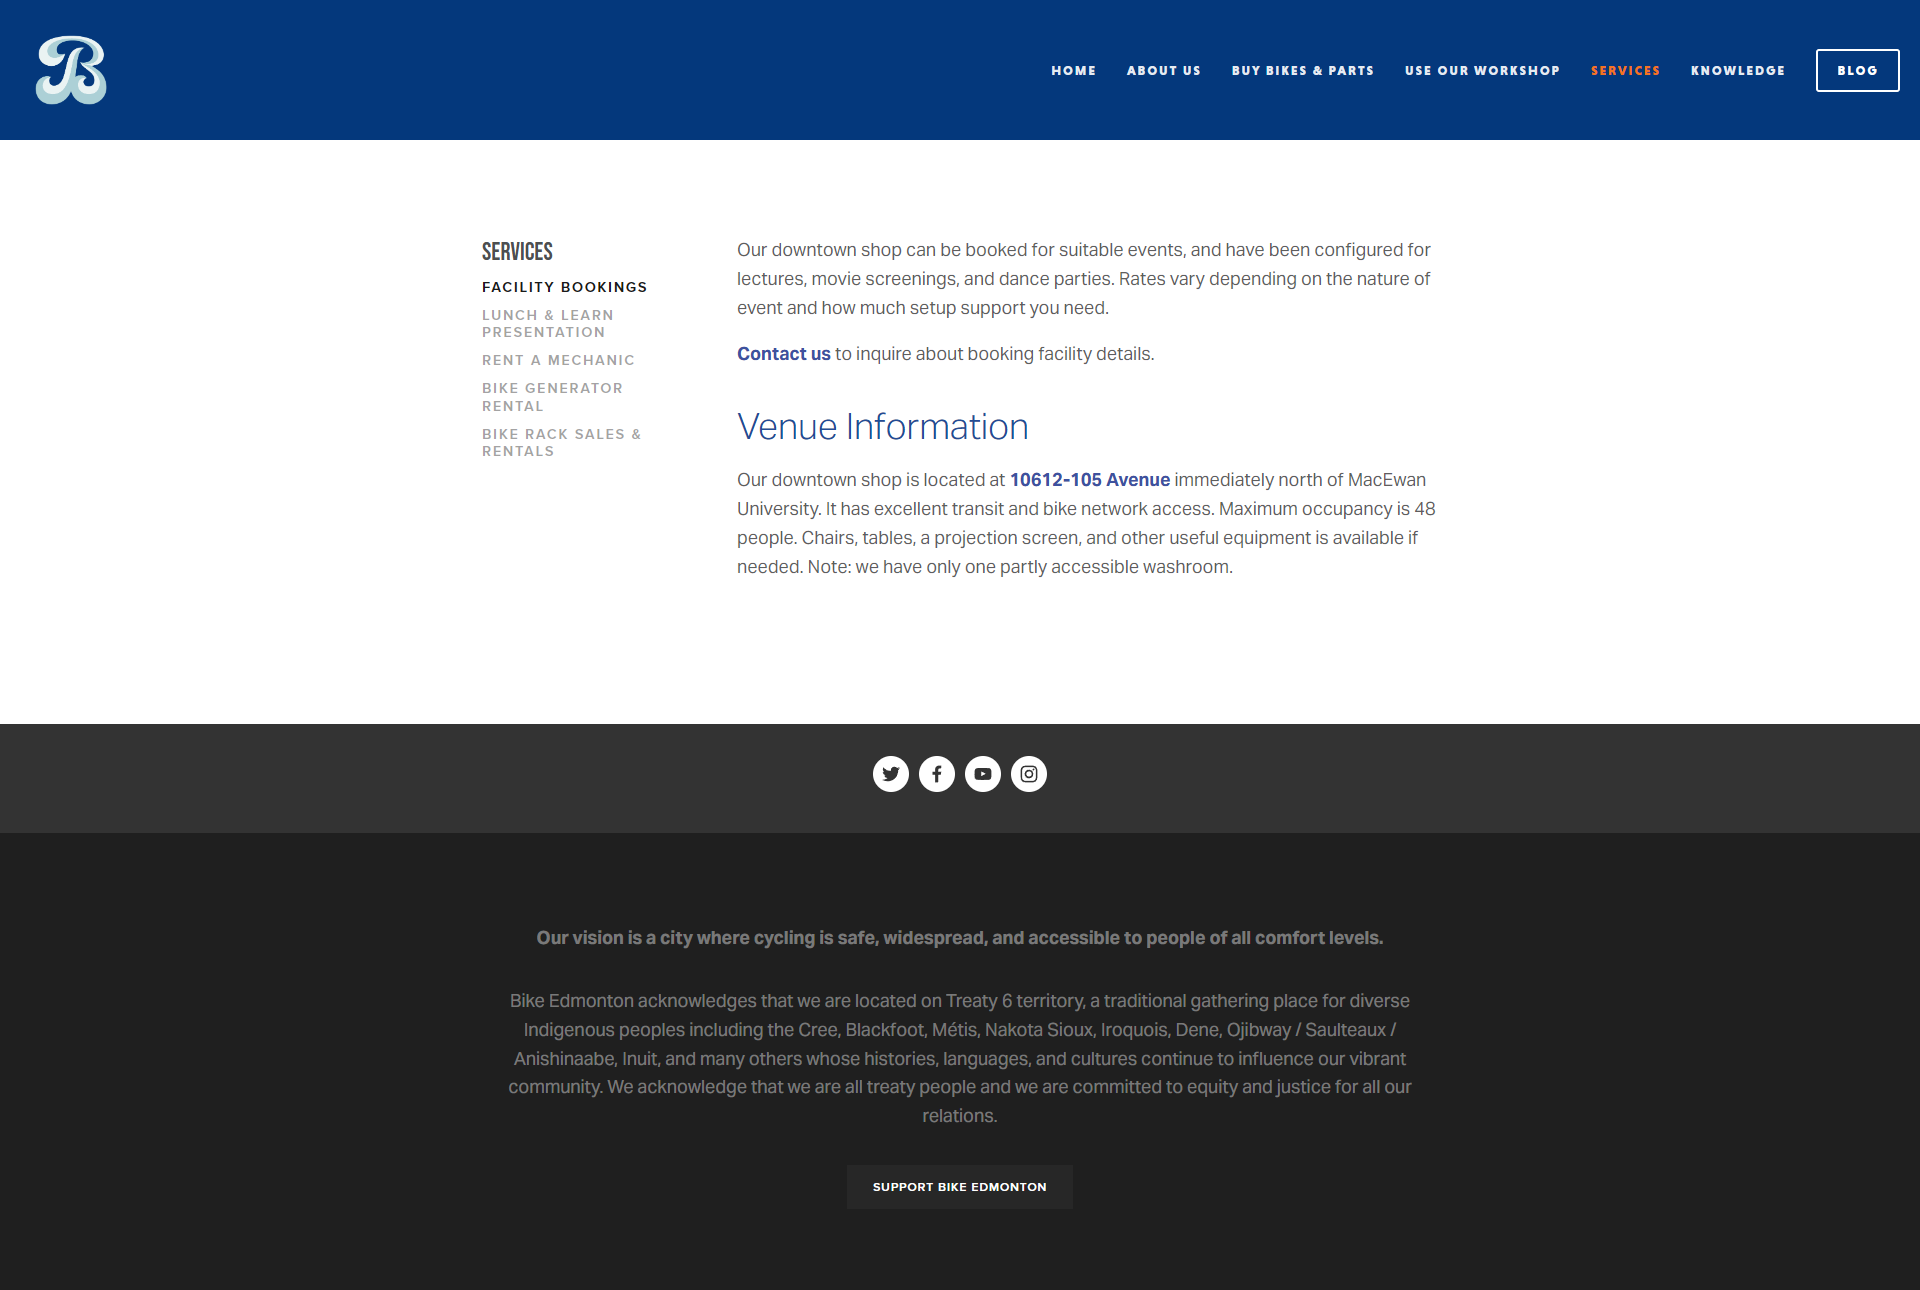 B
HOME
ABOUT US
BUY BIKES & PARTS
USE OUR WORKSHOP
SERVICES
KNOWLEDGE
BLOG
SERVICES
FACILITY BOOKINGS
LUNCH & LEARN
PRESENTATION
RENT A MECHANIC
BIKE GENERATOR
RENTAL
BIKE RACK SALES &
RENTALS
Our downtown shop can be booked for suitable events, and have been configured for
lectures, movie screenings, and dance parties. Rates vary depending on the nature of
event and how much setup support you need.
Contact us to inquire about booking facility details.
Venue Information
Our downtown shop is located at 10612-105 Avenue immediately north of MacEwan
University. It has excellent transit and bike network access. Maximum occupancy is 48
people. Chairs, tables, a projection screen, and other useful equipment is available if
needed. Note: we have only one partly accessible washroom.
Our vision is a city where cycling is safe, widespread, and accessible to people of all comfort levels.
Bike Edmonton acknowledges that we are located on Treaty 6 territory, a traditional gathering place for diverse
Indigenous peoples including the Cree, Blackfoot, Métis, Nakota Sioux, Iroquois, Dene, Ojibway / Saulteaux /
Anishinaabe, Inuit, and many others whose histories, languages, and cultures continue to influence our vibrant
community. We acknowledge that we are all treaty people and we are committed to equity and justice for all our
relations.
SUPPORT BIKE EDMONTON